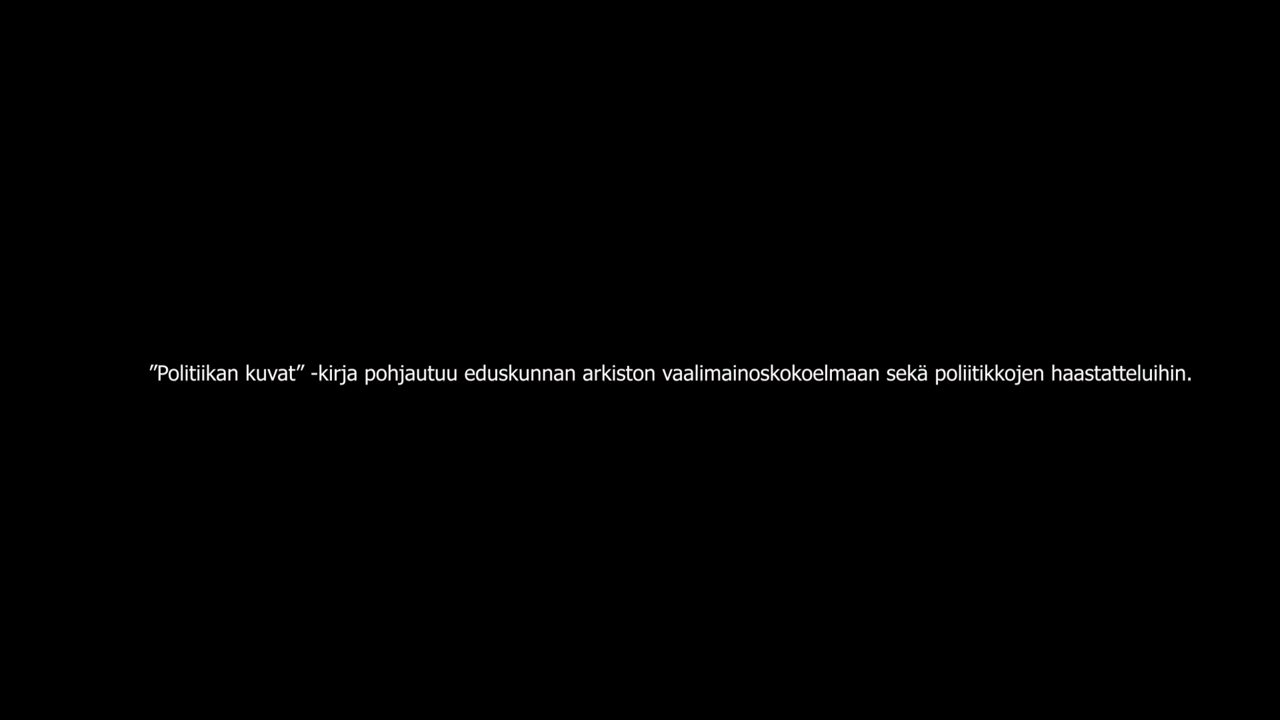 ”Politiikan kuvat” -kirja pohjautuu eduskunnan arkiston vaalimainoskokoelmaan sekä poliitikkojen haastatteluihin.